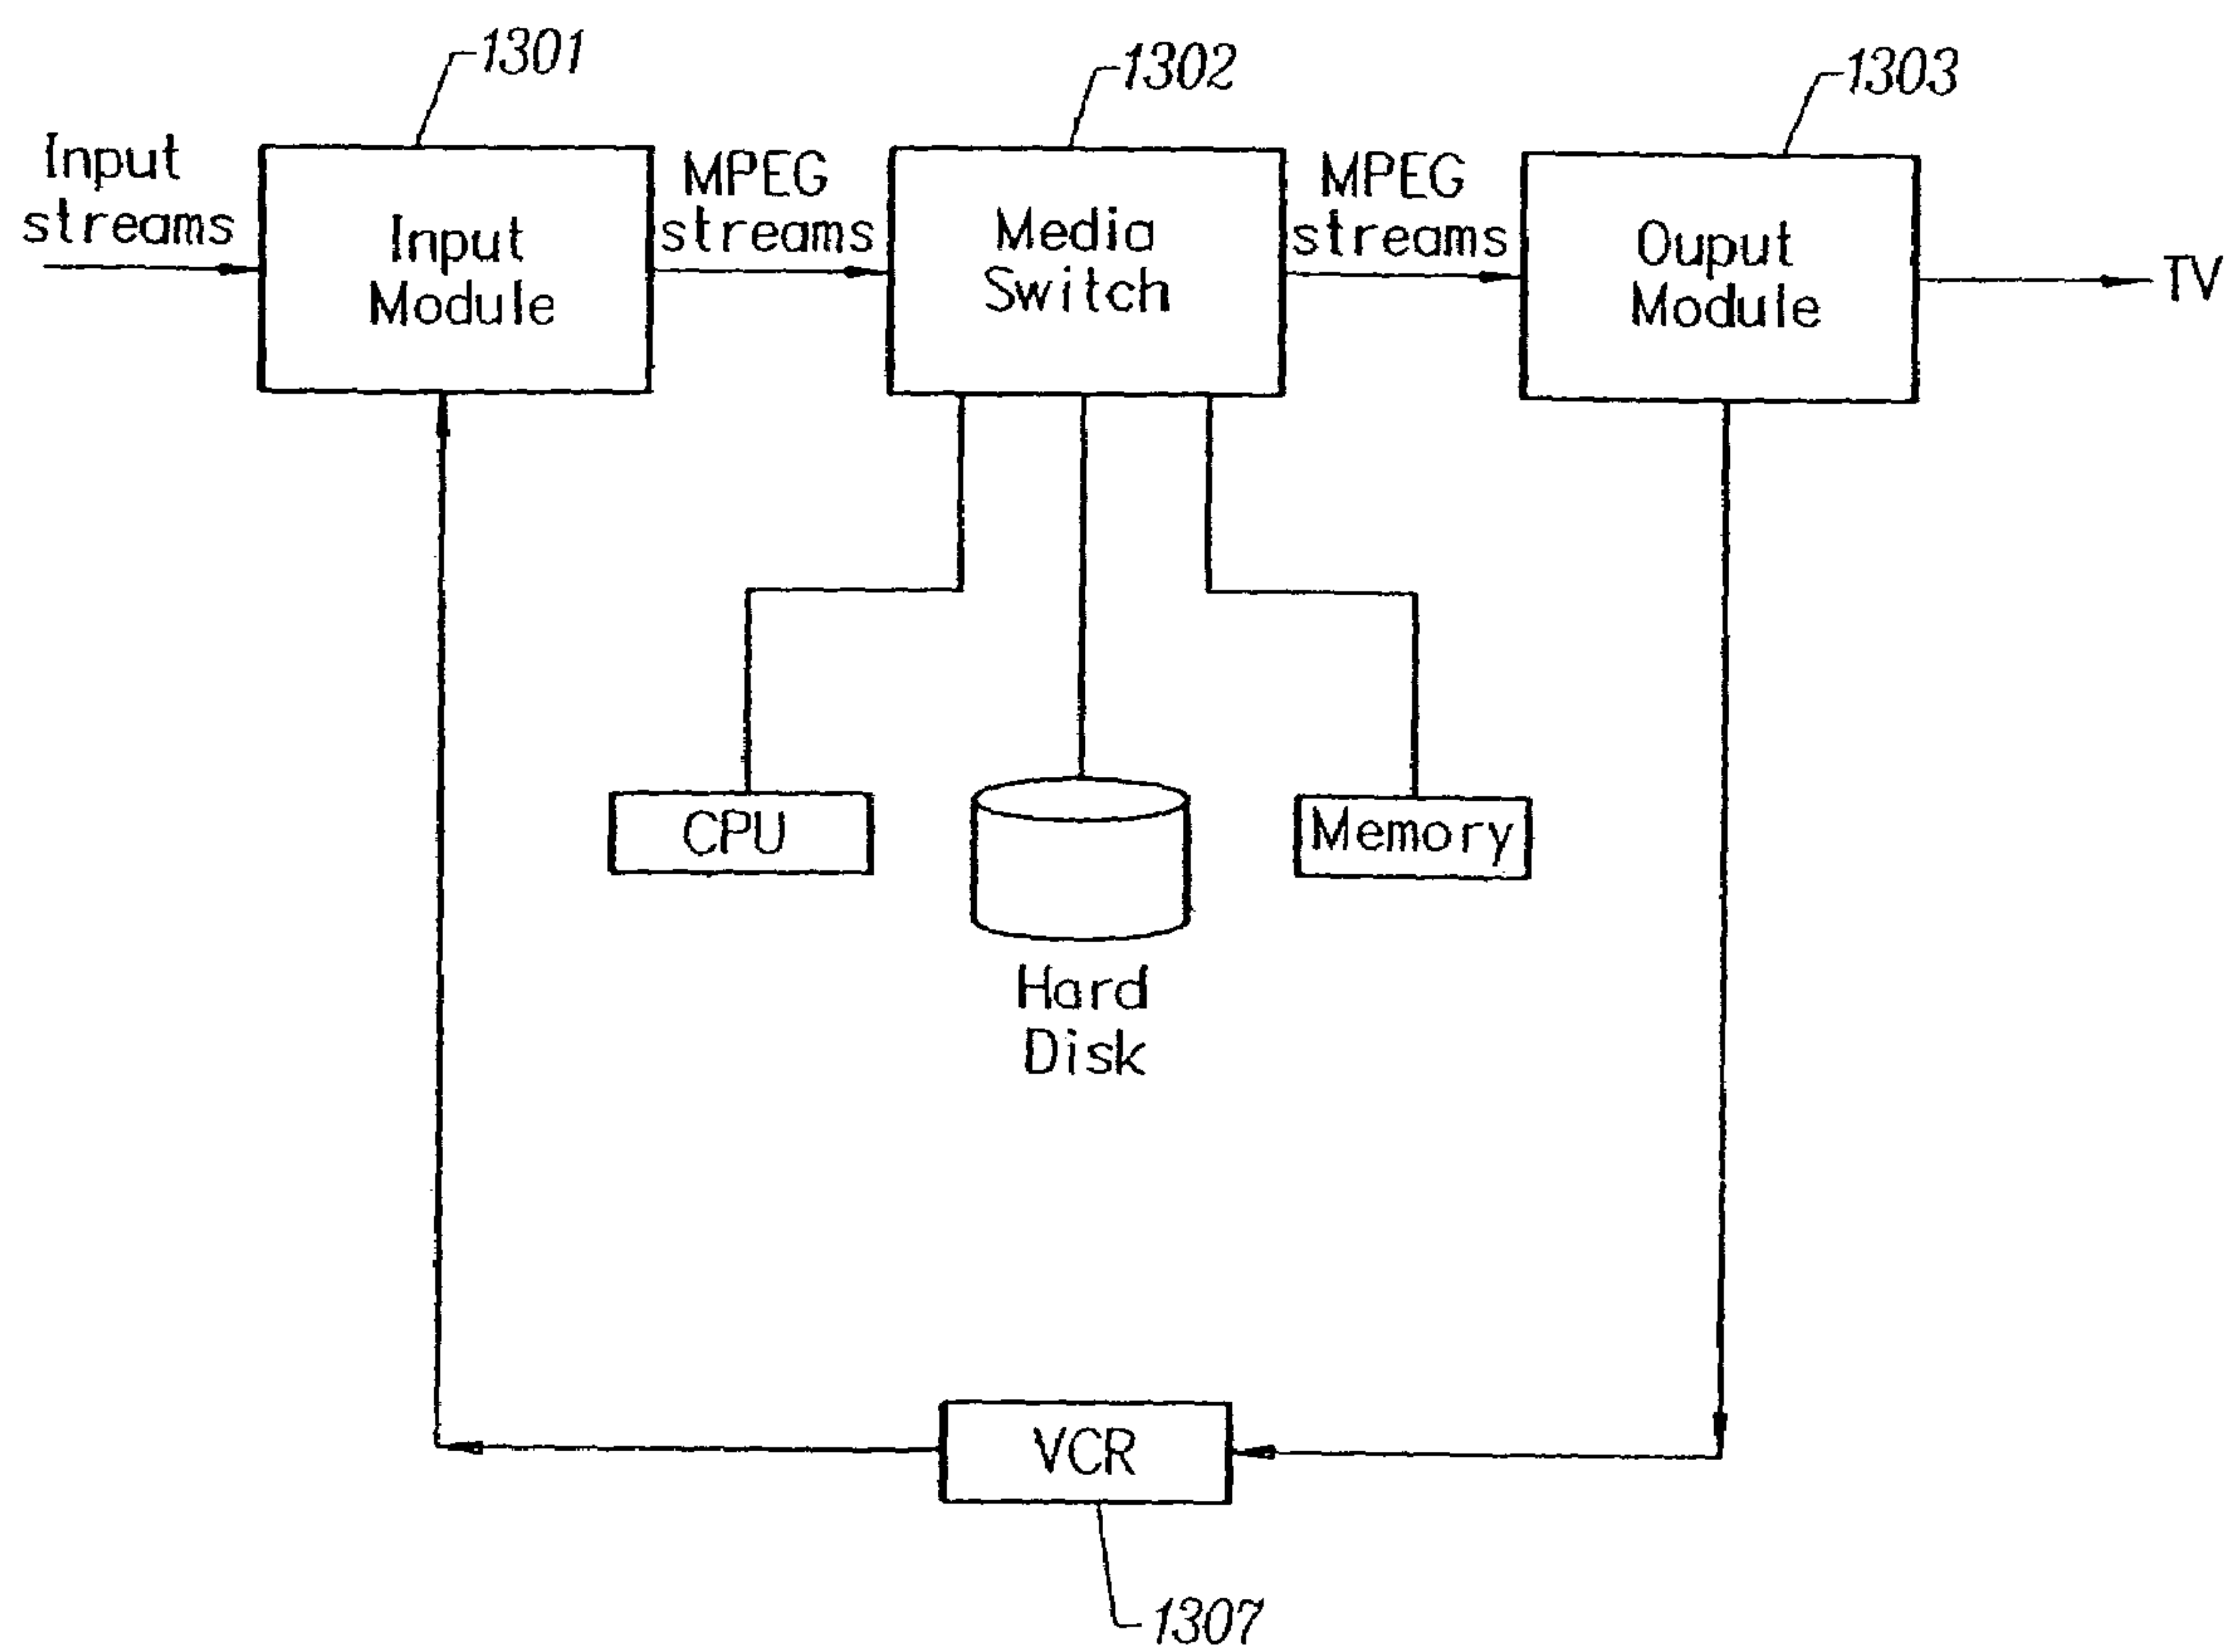 1301
1302
1303
Input
streams
Input
Module
MPEG
streams
Media
Switch
MPEG
streams
Ouput
Module
TV
CPU
Hard
Disk
Memory
VCR
1307